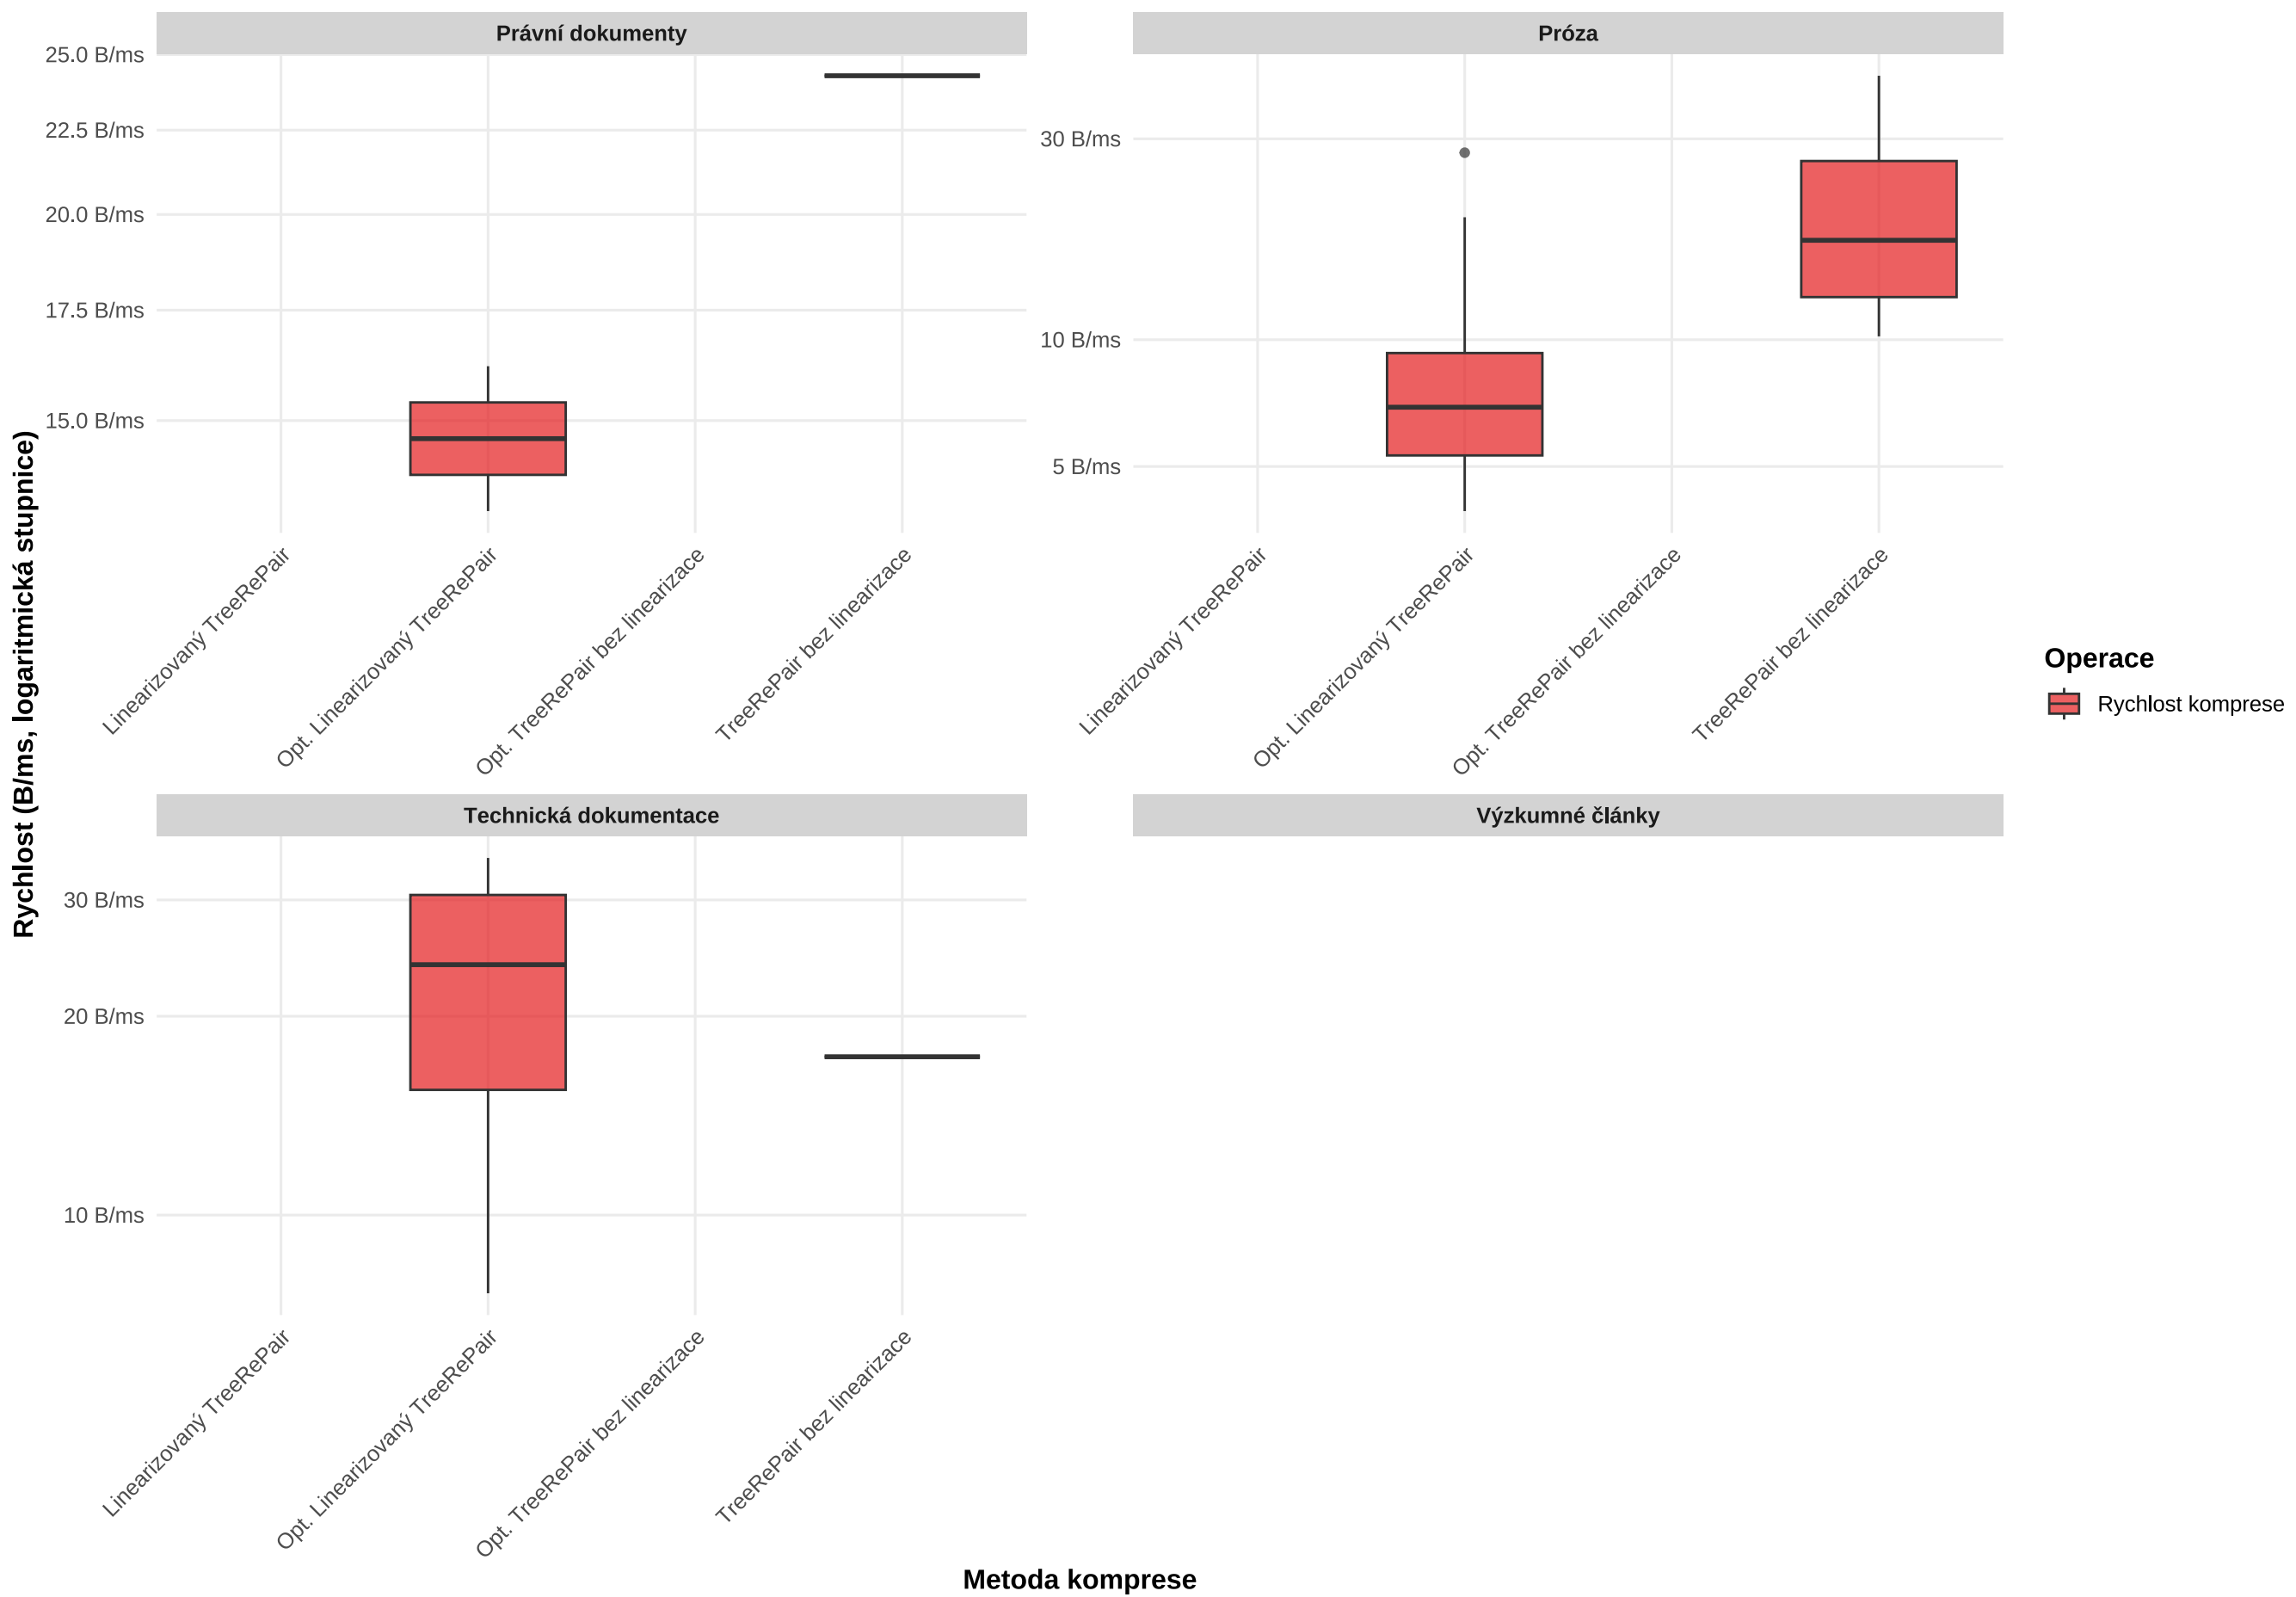 Právní dokumenty
Próza
25.0 B/ms
22.5 B/ms
20.0 B/ms
17.5 B/ms
15.0 B/ms
30 B/ms
10 B/ms
5 B/ms
Linearizovaný TreeRePair
Opt. Linearizovaný TreeRePair
Opt. TreeRePair bez linearizace
TreeRePair bez linearizace
Linearizovaný TreeRePair
Opt. Linearizovaný TreeRePair
Opt. TreeRePair bez linearizace
TreeRePair bez linearizace
Rychlost (B/ms, logaritmická stupnice)
Operace
Rychlost komprese
Technická dokumentace
Výzkumné články
30 B/ms
20 B/ms
10 B/ms
Linearizovaný TreeRePair
Opt. Linearizovaný TreeRePair
Opt. TreeRePair bez linearizace
TreeRePair bez linearizace
Metoda komprese